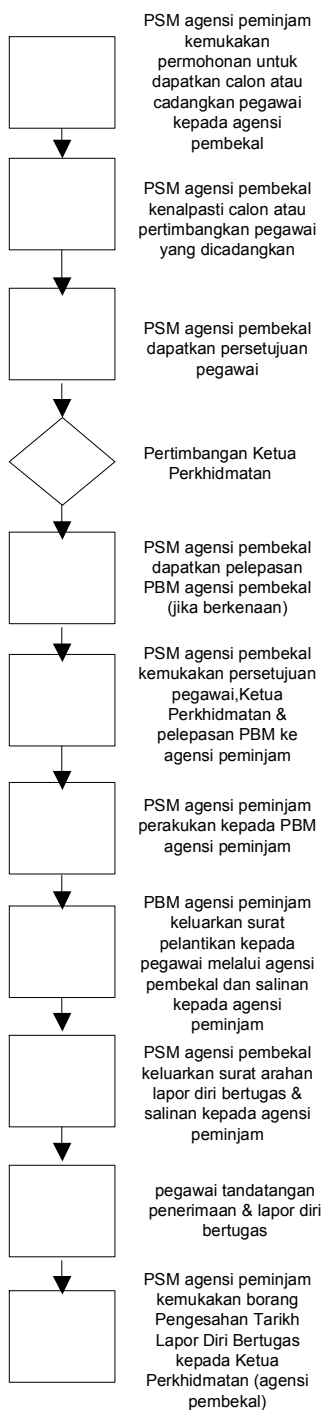 PSM agensi peminjam
kemukakan
permohonan untuk
dapatkan calon atau
cadangkan pegawai
kepada agensi
pembekal
PSM agensi pembekal
kenalpasti calon atau
pertimbangkan pegawai
yang dicadangkan
PSM agensi pembekal
dapatkan persetujuan
pegawai
Pertimbangan Ketua
Perkhidmatan
PSM agensi pembekal
dapatkan pelepasan
PBM agensi pembekal
(jika berkenaan)
PSM agensi pembekal
kemukakan persetujuan
pegawai,Ketua
Perkhidmatan &
pelepasan PBM ke
agensi peminjam
PSM agensi peminjam
perakukan kepada PBM
agensi peminjam
PBM agensi peminjam
keluarkan surat
pelantikan kepada
pegawai melalui agensi
pembekal dan salinan
kepada agensi
peminjam
PSM agensi pembekal
keluarkan surat arahan
lapor diri bertugas &
salinan kepada agensi
peminjam
pegawai tandatangan
penerimaan & lapor diri
bertugas
PSM agensi peminjam
kemukakan borang
Pengesahan Tarikh
Lapor Diri Bertugas
kepada Ketua
Perkhidmatan (agensi
pembekal)